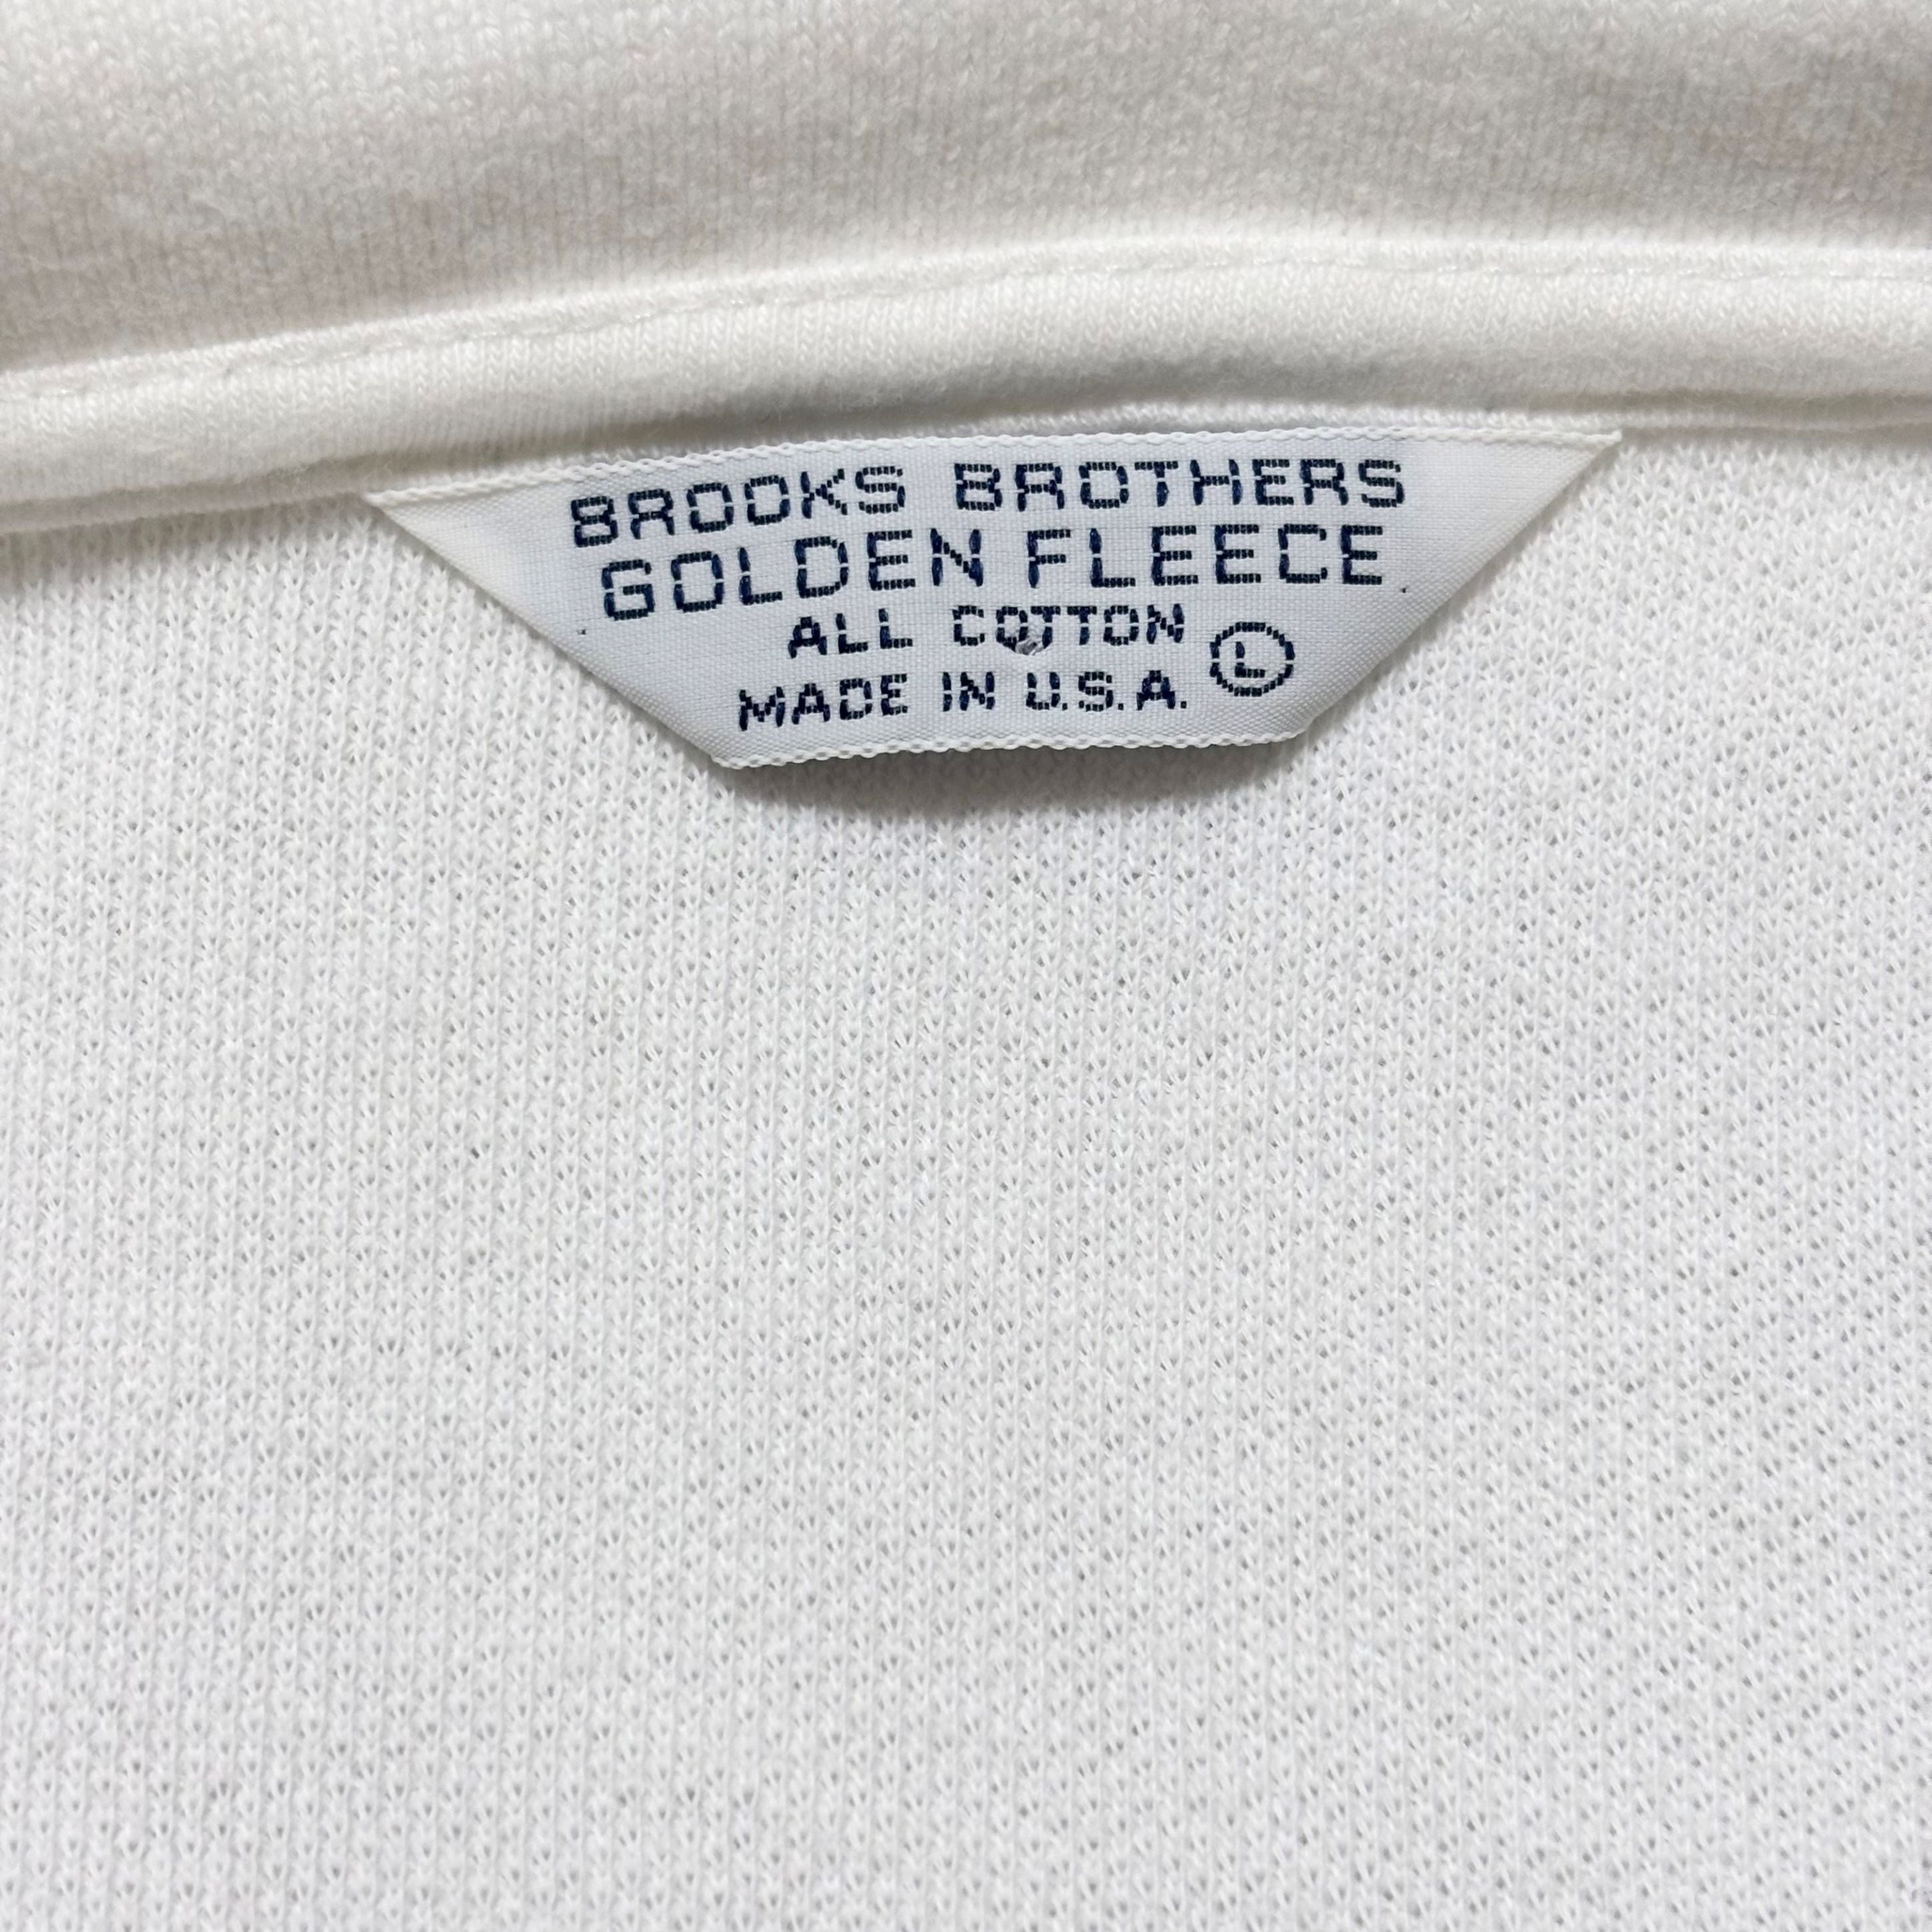 BROOKS BROTHERS
GOLDEN FLEECE
ALL COTTON
MADE IN U.S.A. L